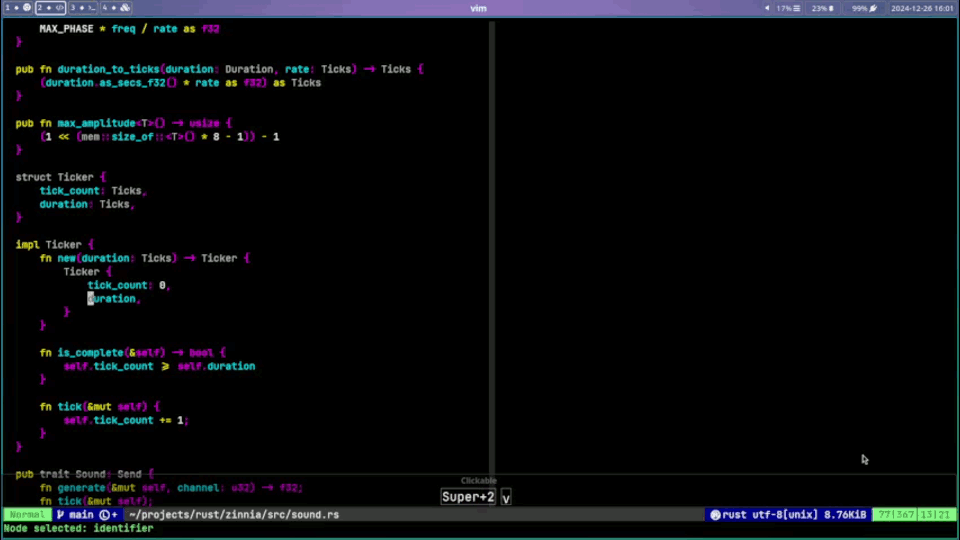 1 2 3 4 vim 17% 23% 99% 2024-12-26 16:01
MAX_PHASE * freq / rate as f32
}
pub fn duration_to_ticks(duration: Duration, rate: Ticks) -> Ticks {
(duration.as_secs_f32() * rate as f32) as Ticks
}
pub fn max_amplitude<T>() -> usize {
(1 << (mem::size_of::<T>() * 8 - 1)) - 1
}
struct Ticker {
tick_count: Ticks,
duration: Ticks,
}
impl Ticker {
fn new(duration: Ticks) -> Ticker {
Ticker {
tick_count: 0,
duration,
}
}
fn is_complete(&self) -> bool {
self.tick_count >= self.duration
}
fn tick(&mut self) {
self.tick_count += 1;
}
}
pub trait Sound: Send {
fn generate(&mut self, channel: u32) -> f32;
fn tick(&mut self);
Clickable
Super+2 v
Normal main + ~/projects/rust/zinnia/src/sound.rs rust utf-8[unix] 8.76KiB 77|367 13|21
Node selected: identifier